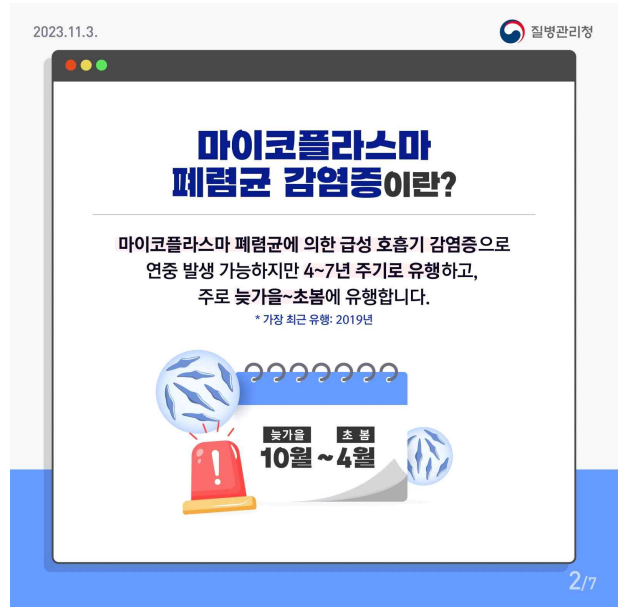 2023.11.3.
질병관리청
마이코플라스마
폐렴균 감염증이란?
마이코플라스마 폐렴균에 의한 급성 호흡기 감염증으로
연중 발생 가능하지만 4~7년 주기로 유행하고,
주로 늦가을~초봄에 유행합니다.
* 가장 최근 유행: 2019년
늦가을 초 봄
10월 ~ 4월
!
2/7